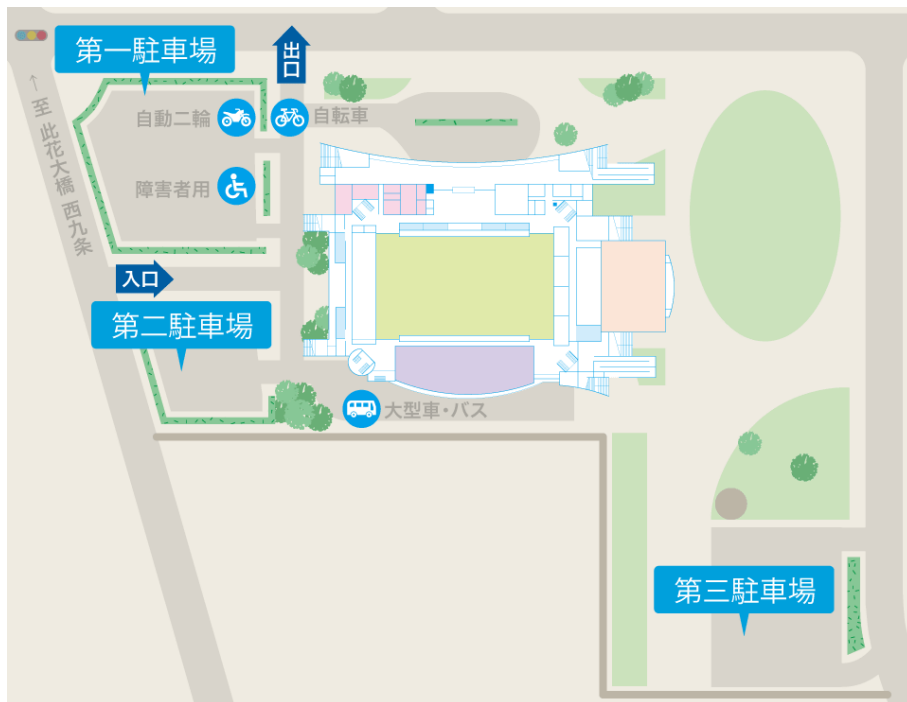 第一駐車場
出口
自動二輪
自転車
障害者用
← 至 此花大橋 西九条
入口
第二駐車場
大型車・バス
第三駐車場